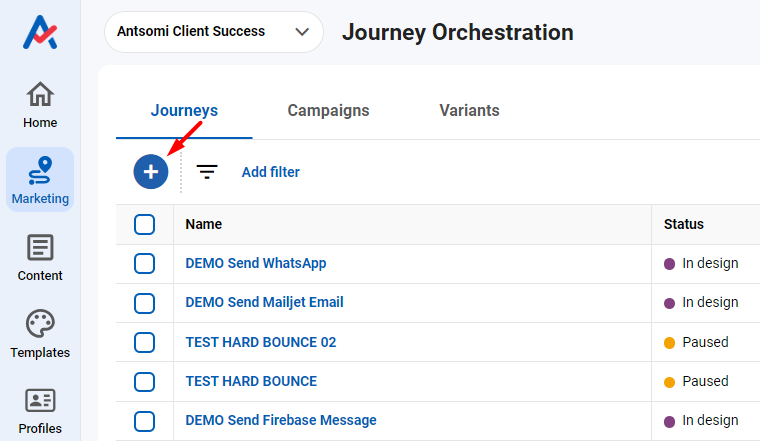 Antsomi Client Success
Journey Orchestration
Home
Marketing
Content
Templates
Profiles
Journeys Campaigns Variants
Add filter
Name Status
DEMO Send WhatsApp In design
DEMO Send Mailjet Email In design
TEST HARD BOUNCE 02 Paused
TEST HARD BOUNCE Paused
DEMO Send Firebase Message In design